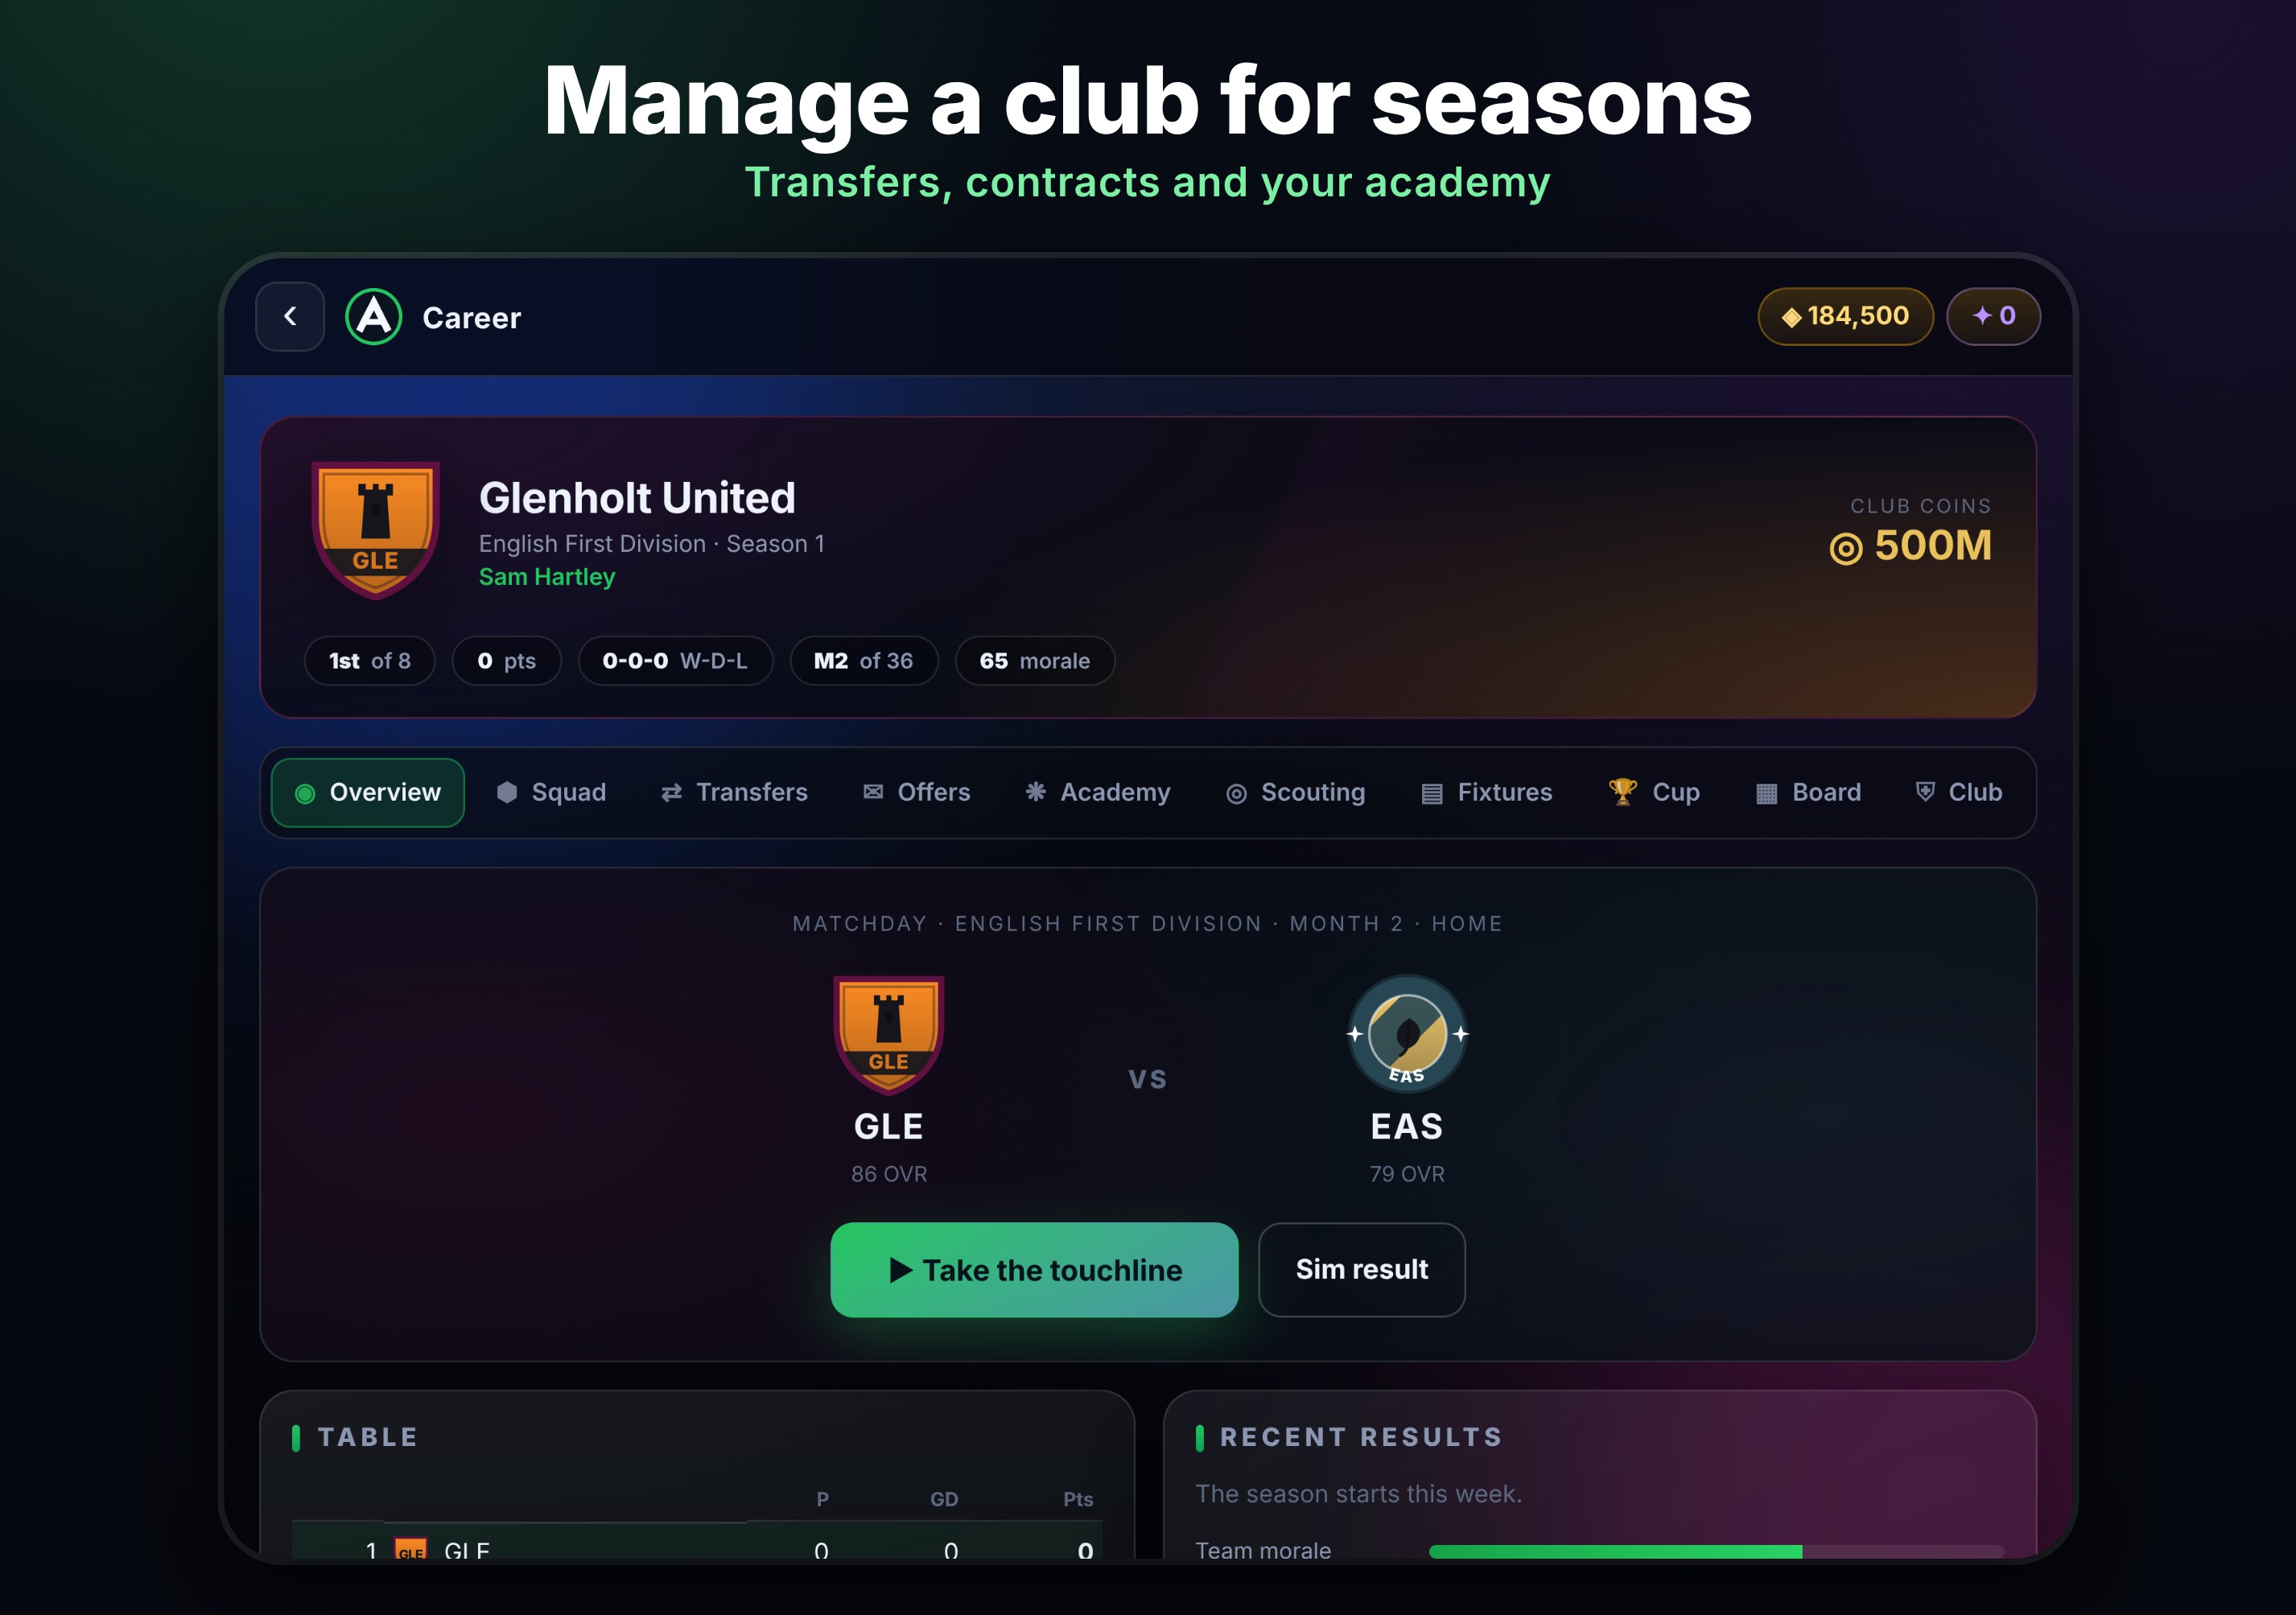 Manage a club for seasons
Transfers, contracts and your academy
Career
184,500
0
GLE
Glenholt United
English First Division · Season 1
Sam Hartley
CLUB COINS
500M
1st of 8
0 pts
0-0-0 W-D-L
M2 of 36
65 morale
Overview
Squad
Transfers
Offers
Academy
Scouting
Fixtures
Cup
Board
Club
MATCHDAY · ENGLISH FIRST DIVISION · MONTH 2 · HOME
GLE
EAS
VS
GLE
EAS
86 OVR
79 OVR
Take the touchline
Sim result
TABLE
P GD Pts
1 GLE GLE 0 0 0
RECENT RESULTS
The season starts this week.
Team morale